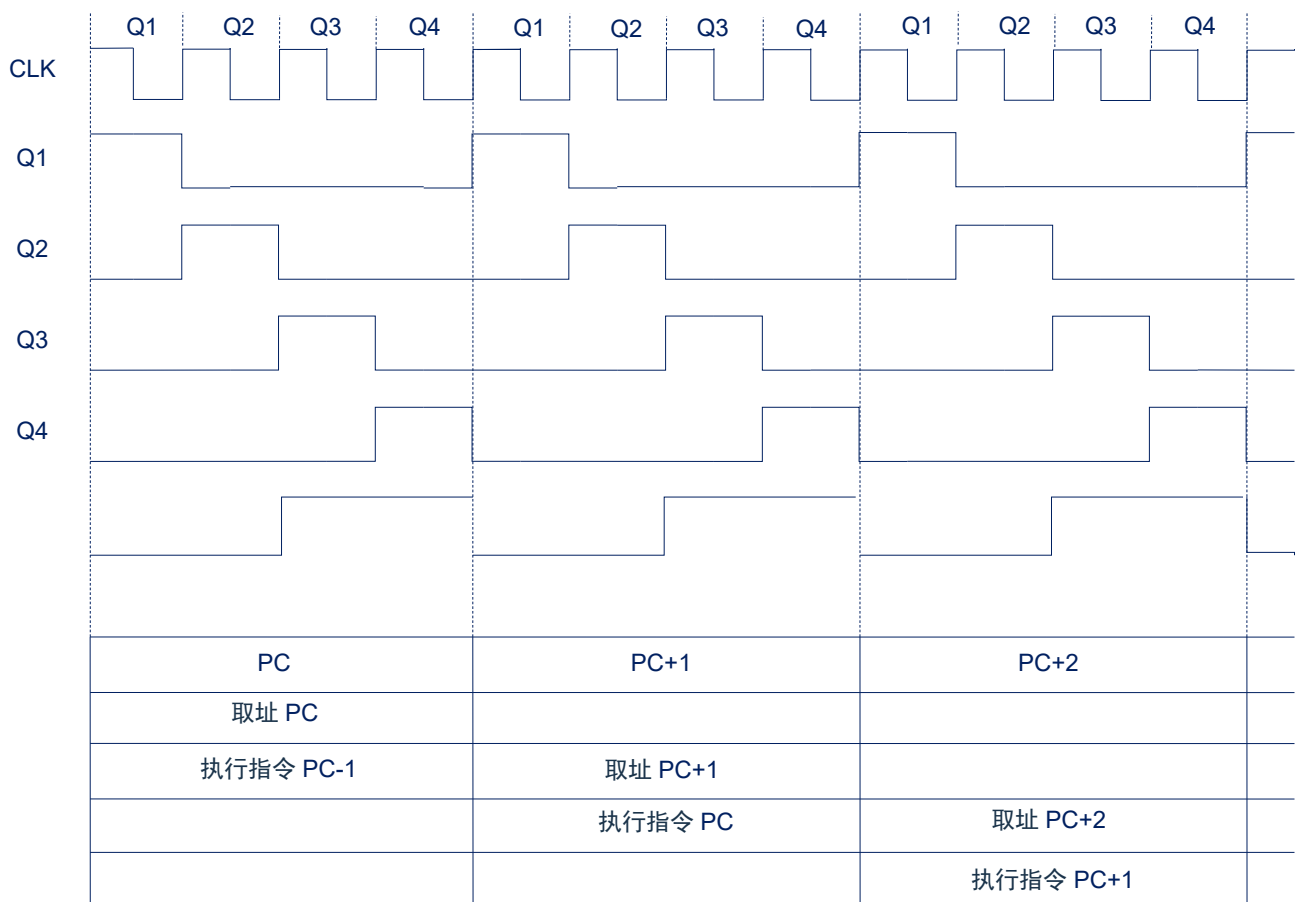 Q1 Q2 Q3 Q4 Q1 Q2 Q3 Q4 Q1 Q2 Q3 Q4
CLK
Q1
Q2
Q3
Q4
PC PC+1 PC+2
取址 PC
执行指令 PC-1 取址 PC+1
执行指令 PC 取址 PC+2
执行指令 PC+1